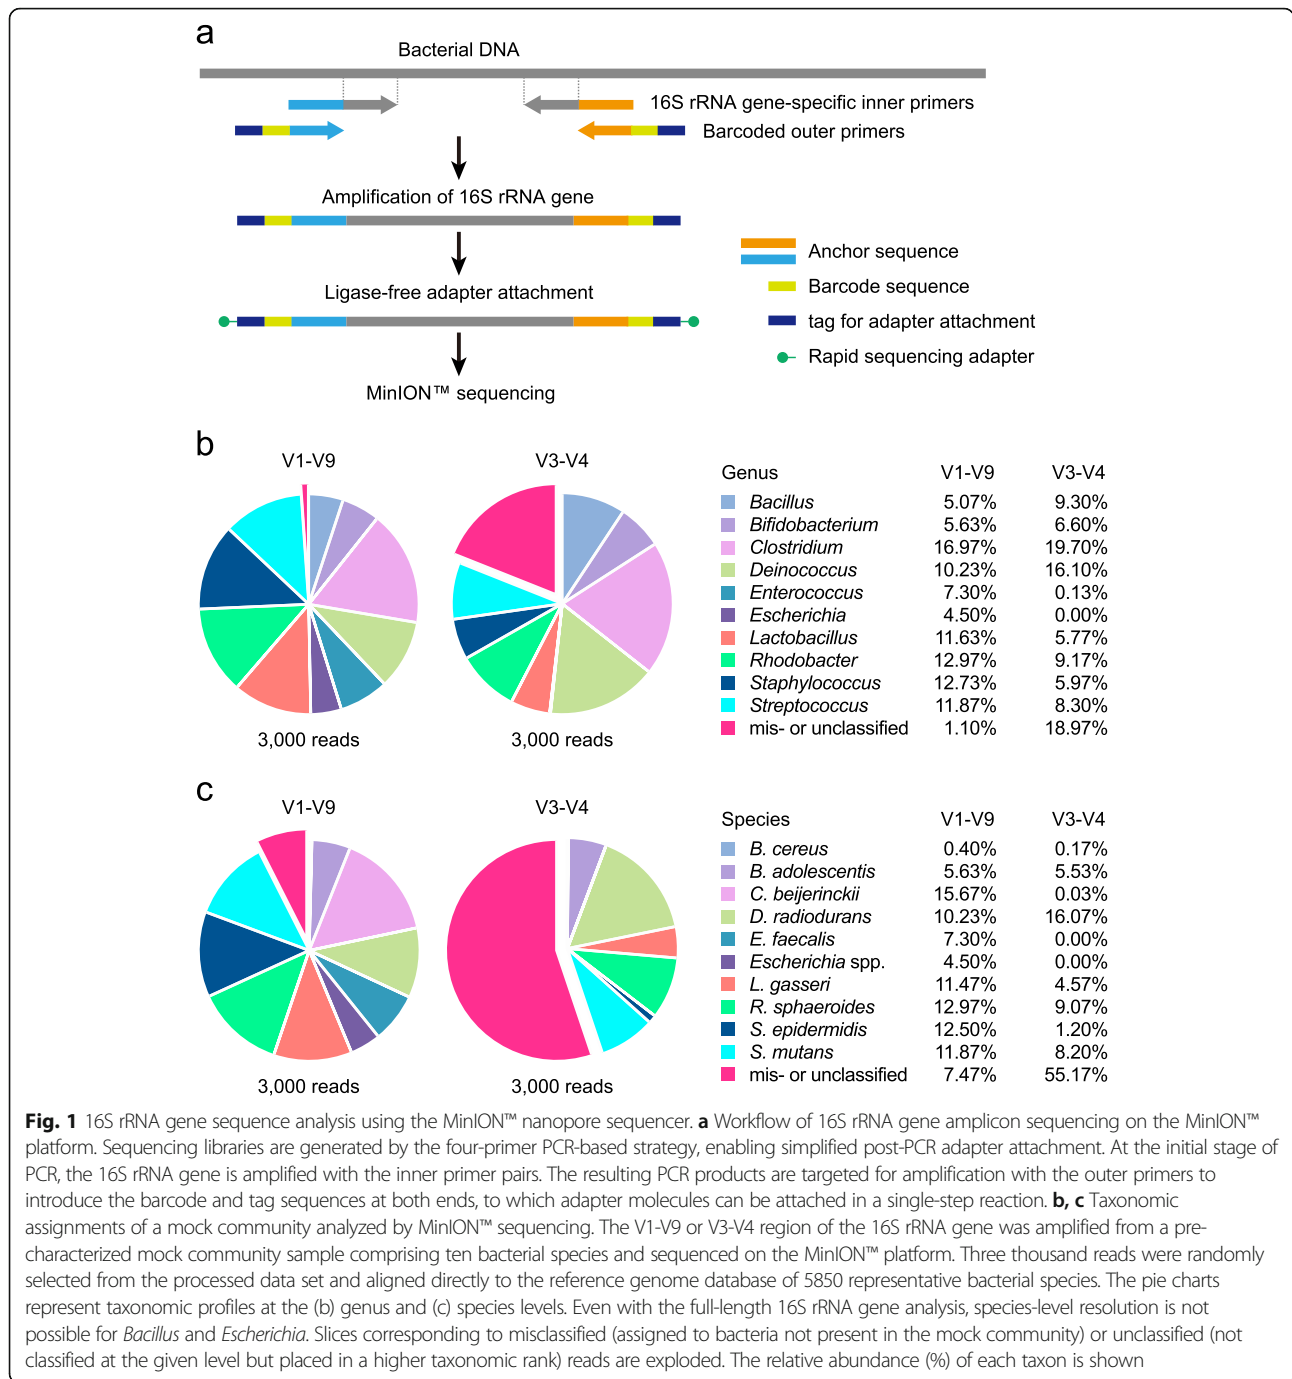 a
Bacterial DNA
16S rRNA gene-specific inner primers
Barcoded outer primers
Amplification of 16S rRNA gene
Ligase-free adapter attachment
MinION™ sequencing
Anchor sequence
Barcode sequence
tag for adapter attachment
Rapid sequencing adapter
b
V1-V9
3,000 reads
V3-V4
3,000 reads
Genus V1-V9 V3-V4
Bacillus 5.07% 9.30%
Bifidobacterium 5.63% 6.60%
Clostridium 16.97% 19.70%
Deinococcus 10.23% 16.10%
Enterococcus 7.30% 0.13%
Escherichia 4.50% 0.00%
Lactobacillus 11.63% 5.77%
Rhodobacter 12.97% 9.17%
Staphylococcus 12.73% 5.97%
Streptococcus 11.87% 8.30%
mis- or unclassified 1.10% 18.97%
c
V1-V9
3,000 reads
V3-V4
3,000 reads
Species V1-V9 V3-V4
B. cereus 0.40% 0.17%
B. adolescentis 5.63% 5.53%
C. beijerinckii 15.67% 0.03%
D. radiodurans 10.23% 16.07%
E. faecalis 7.30% 0.00%
Escherichia spp. 4.50% 0.00%
L. gasseri 11.47% 4.57%
R. sphaeroides 12.97% 9.07%
S. epidermidis 12.50% 1.20%
S. mutans 11.87% 8.20%
mis- or unclassified 7.47% 55.17%
Fig. 1 16S rRNA gene sequence analysis using the MinION™ nanopore sequencer. a Workflow of 16S rRNA gene amplicon sequencing on the MinION™
platform. Sequencing libraries are generated by the four-primer PCR-based strategy, enabling simplified post-PCR adapter attachment. At the initial stage of
PCR, the 16S rRNA gene is amplified with the inner primer pairs. The resulting PCR products are targeted for amplification with the outer primers to
introduce the barcode and tag sequences at both ends, to which adapter molecules can be attached in a single-step reaction. b, c Taxonomic
assignments of a mock community analyzed by MinION™ sequencing. The V1-V9 or V3-V4 region of the 16S rRNA gene was amplified from a pre-
characterized mock community sample comprising ten bacterial species and sequenced on the MinION™ platform. Three thousand reads were randomly
selected from the processed data set and aligned directly to the reference genome database of 5850 representative bacterial species. The pie charts
represent taxonomic profiles at the (b) genus and (c) species levels. Even with the full-length 16S rRNA gene analysis, species-level resolution is not
possible for Bacillus and Escherichia. Slices corresponding to misclassified (assigned to bacteria not present in the mock community) or unclassified (not
classified at the given level but placed in a higher taxonomic rank) reads are exploded. The relative abundance (%) of each taxon is shown